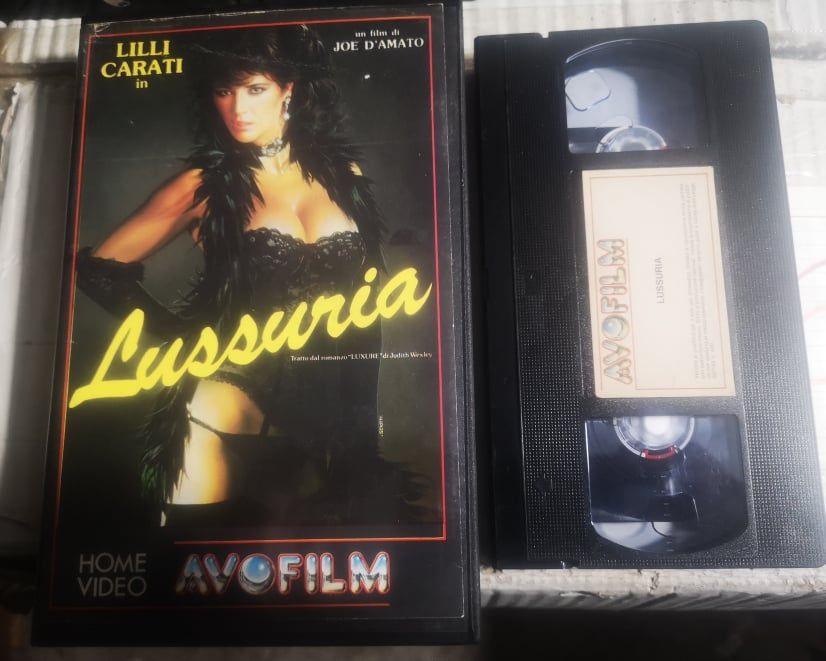 LILLI
CARATI
in
un film di
JOE D'AMATO
Lussuria
Tratto dal romanzo "LUXURE" di Judith Wexley
HOME
VIDEO
AVOFILM
AVOFILM
LUSSURIA